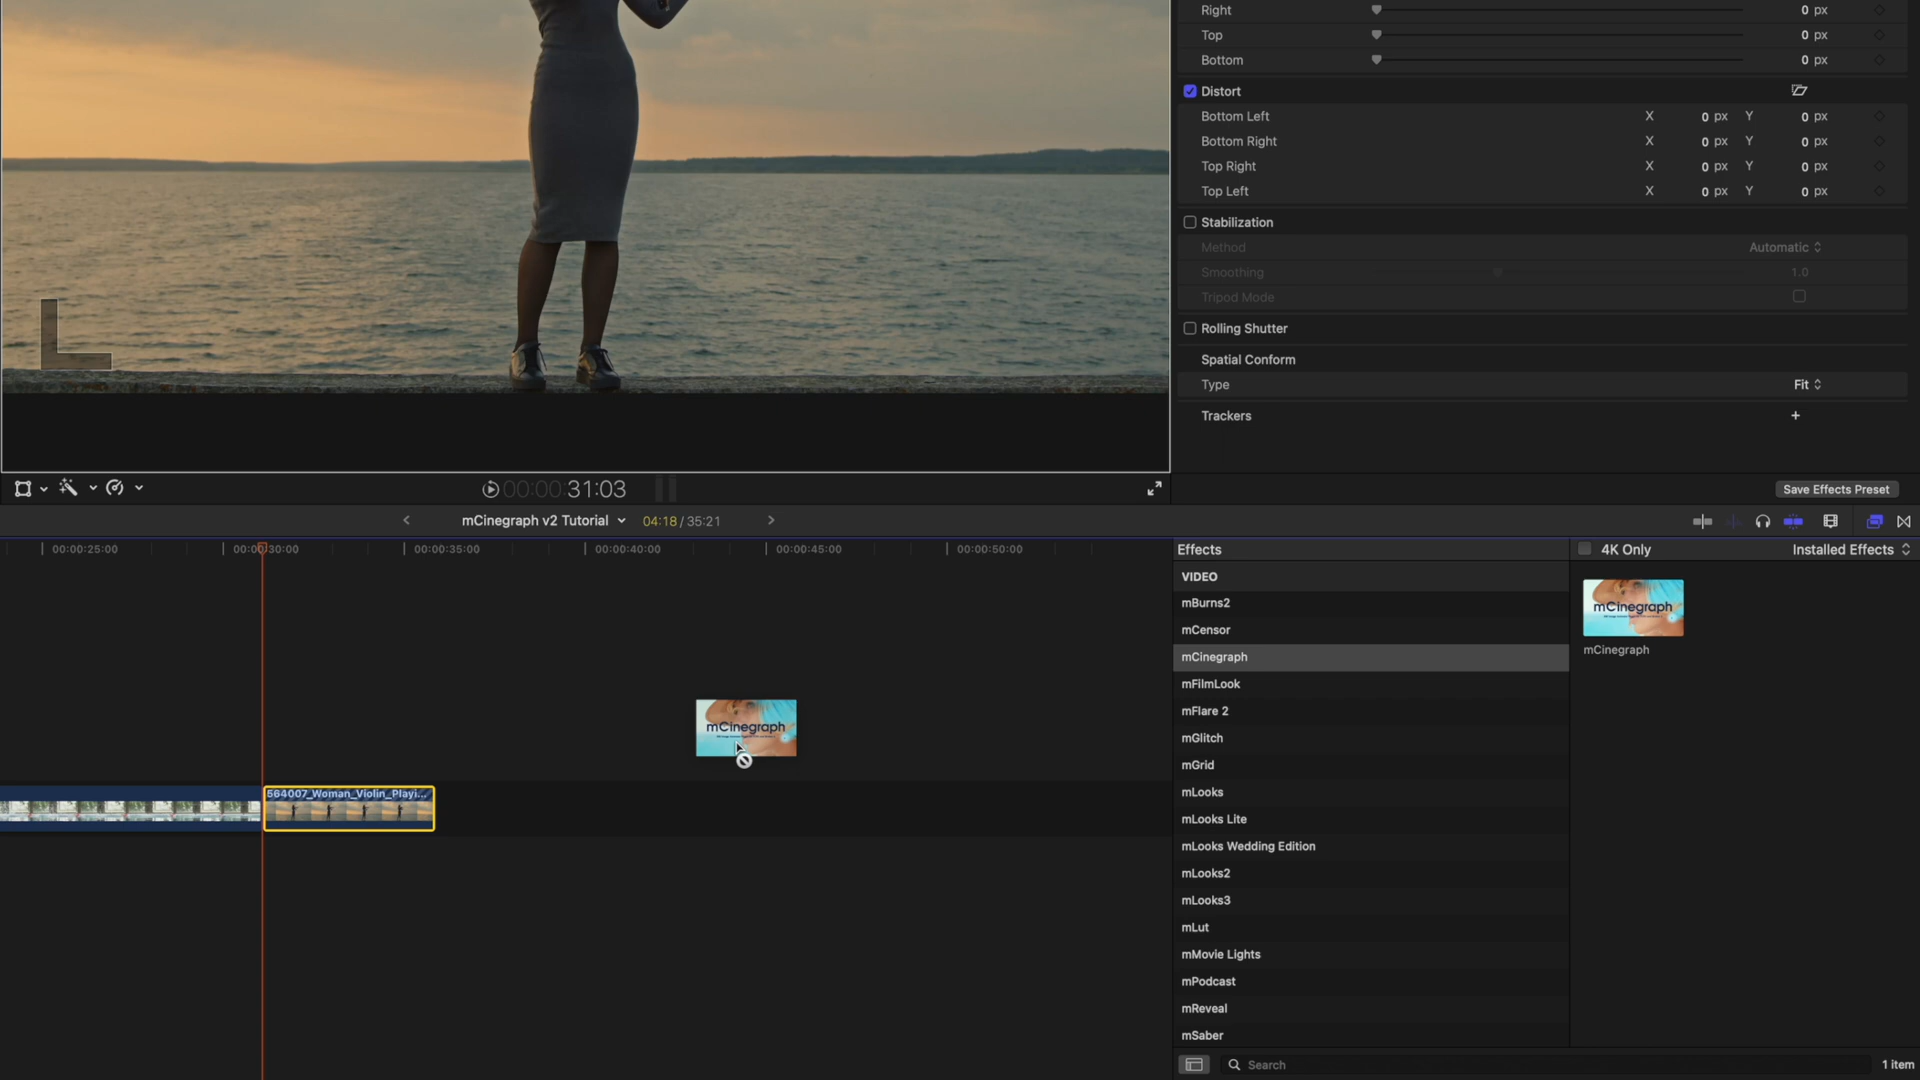 Right 0 px
Top 0 px
Bottom 0 px
Distort
Bottom Left X 0 px Y 0 px
Bottom Right X 0 px Y 0 px
Top Right X 0 px Y 0 px
Top Left X 0 px Y 0 px
Stabilization
Method Automatic
Smoothing 1.0
Tripod Mode
Rolling Shutter
Spatial Conform
Type Fit
Trackers +
00:00:31:03
Save Effects Preset
mCinegraph v2 Tutorial 04:18 / 35:21
00:00:25:00 00:00:30:00 00:00:35:00 00:00:40:00 00:00:45:00 00:00:50:00
564007_Woman_Violin_Playi...
mCinegraph
Effects
4K Only
Installed Effects
VIDEO
mBurns2
mCensor
mCinegraph
mFilmLook
mFlare 2
mGlitch
mGrid
mLooks
mLooks Lite
mLooks Wedding Edition
mLooks2
mLooks3
mLut
mMovie Lights
mPodcast
mReveal
mSaber
mCinegraph
mCinegraph
Search
1 item